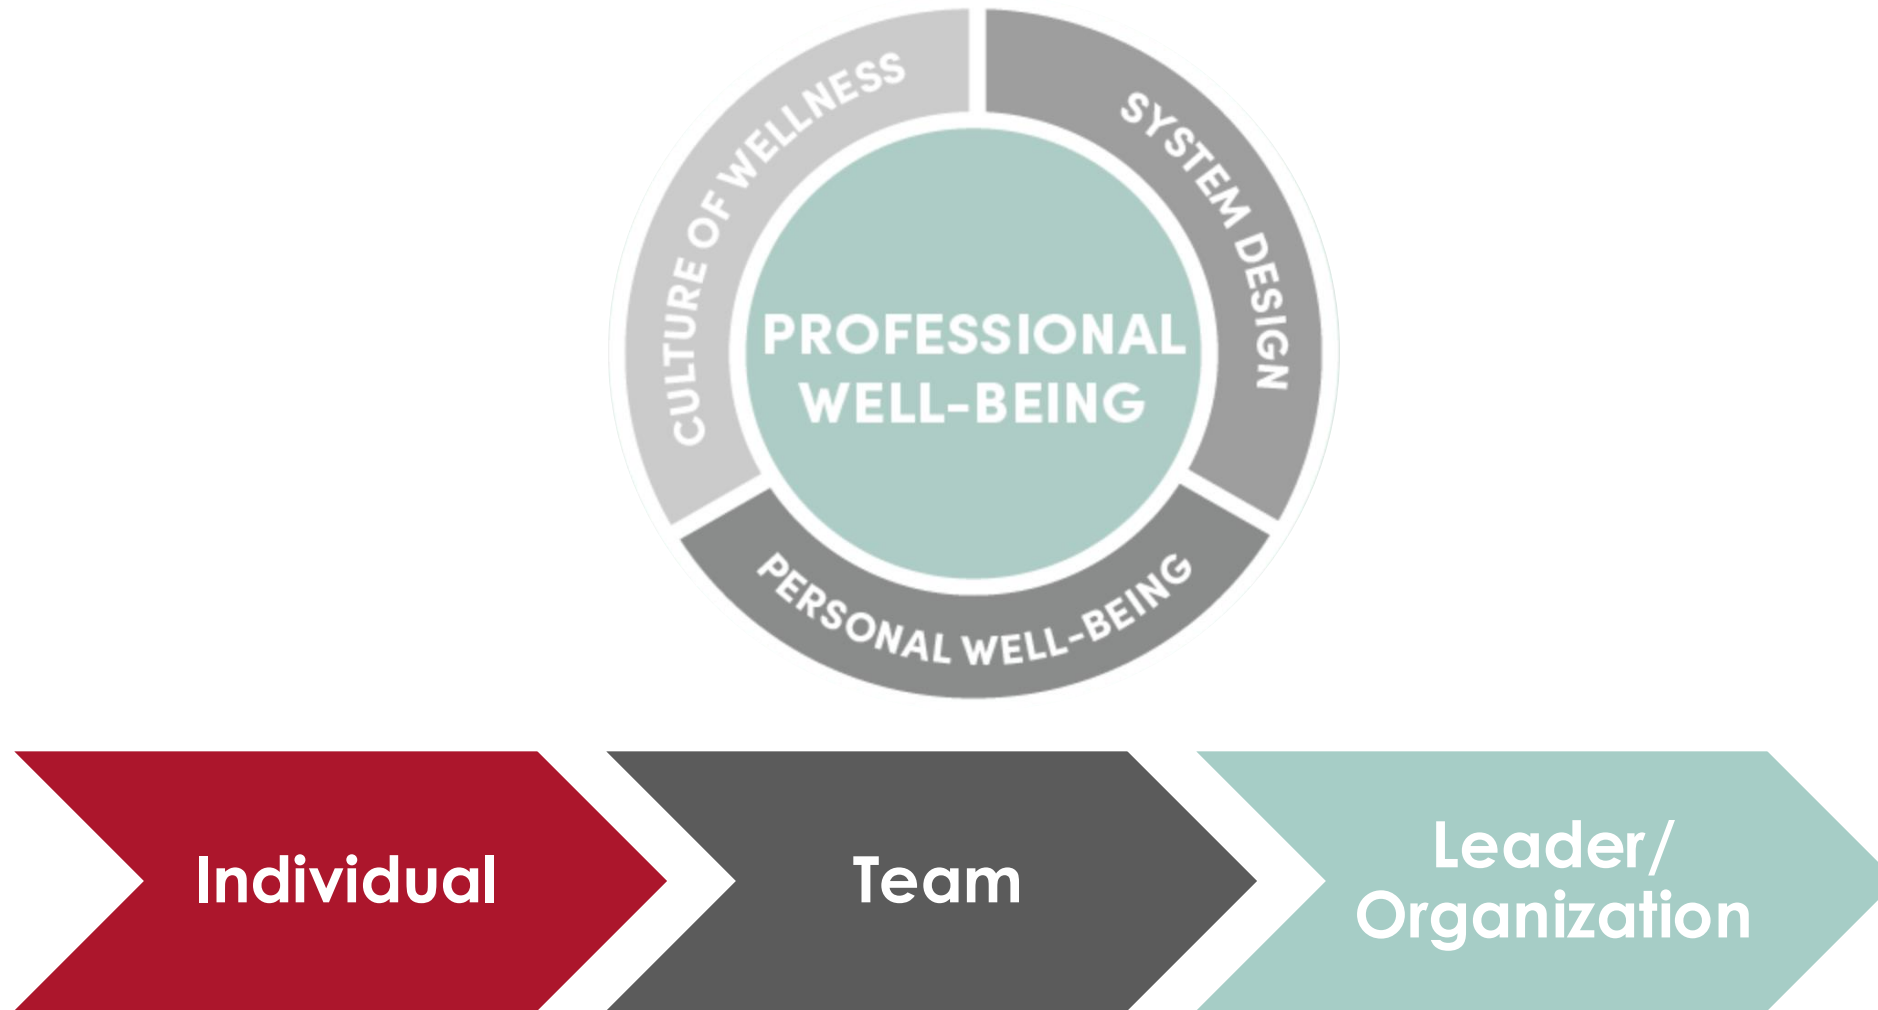 CULTURE OF WELLNESS
SYSTEM DESIGN
PROFESSIONAL
WELL-BEING
PERSONAL WELL-BEING
Individual
Team
Leader/
Organization